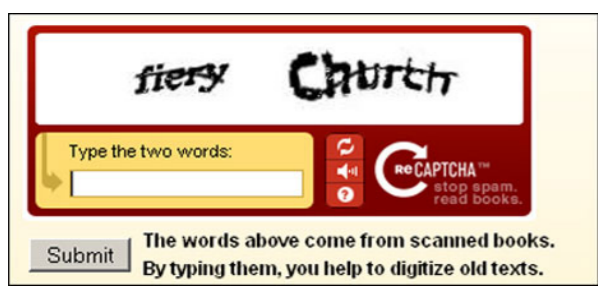 fiery Church
Type the two words:
reCAPTCHA™
stop spam.
read books.
Submit
The words above come from scanned books.
By typing them, you help to digitize old texts.